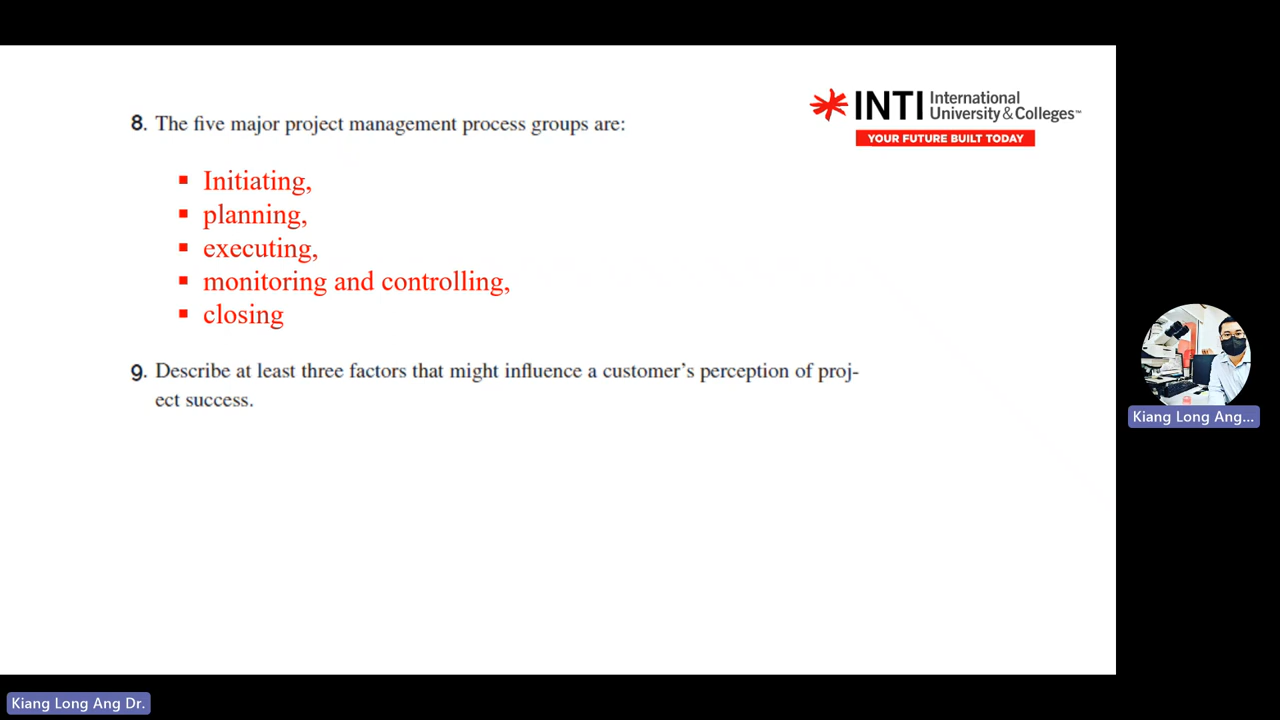 INTI International
University & Colleges™
YOUR FUTURE BUILT TODAY
8. The five major project management process groups are:
▪ Initiating,
▪ planning,
▪ executing,
▪ monitoring and controlling,
▪ closing
9. Describe at least three factors that might influence a customer's perception of proj-
ect success.
Kiang Long Ang...
Kiang Long Ang Dr.